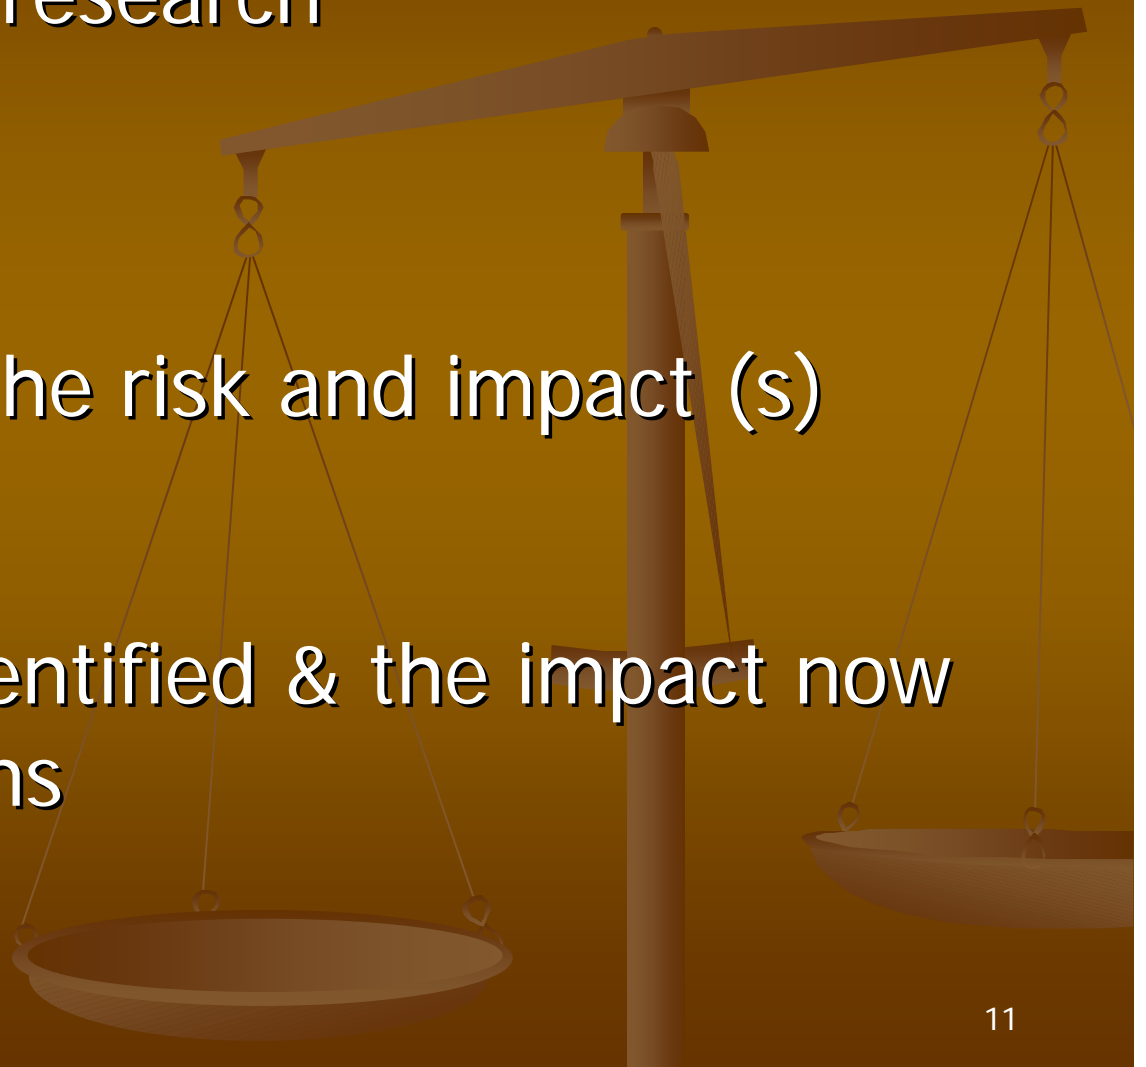 research
he risk and impact (s)
entified & the impact now
ns
11